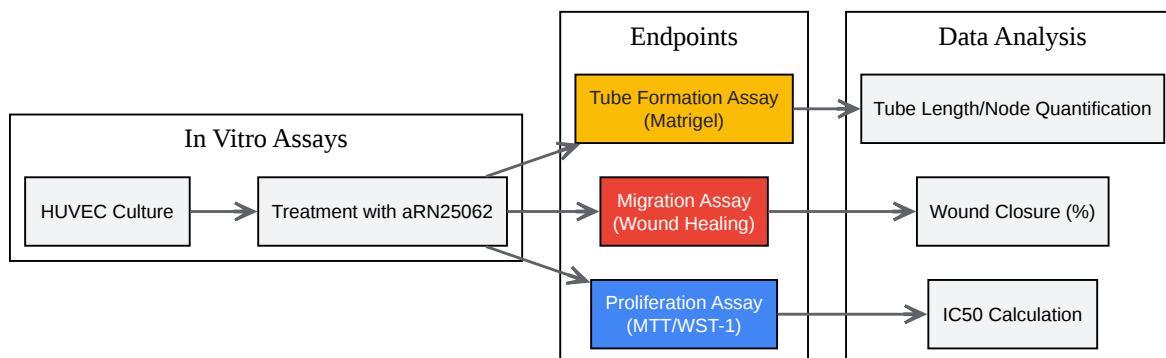 In Vitro Assays
HUVEC Culture
Treatment with aRN25062
Endpoints
Tube Formation Assay
(Matrigel)
Migration Assay
(Wound Healing)
Proliferation Assay
(MTT/WST-1)
Data Analysis
Tube Length/Node Quantification
Wound Closure (%)
IC50 Calculation